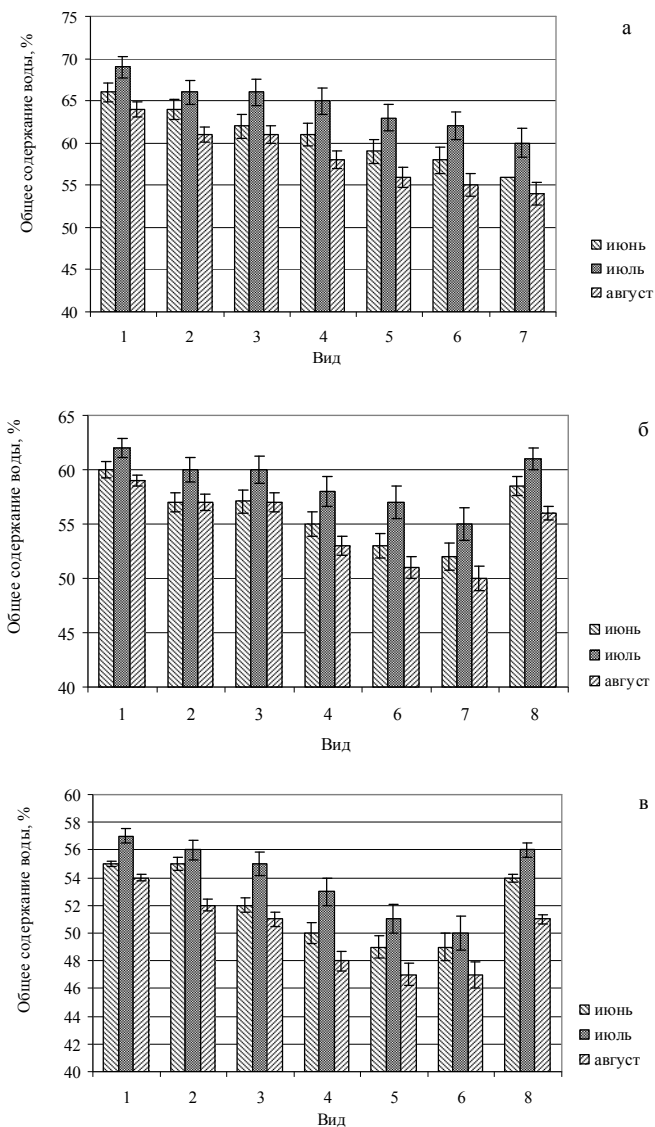 а
Общее содержание воды, %
75
70
65
60
55
50
45
40
1 2 3 4 5 6 7
Вид
июнь
июль
август
б
Общее содержание воды, %
65
60
55
50
45
40
1 2 3 4 6 7 8
Вид
июнь
июль
август
в
Общее содержание воды, %
60
58
56
54
52
50
48
46
44
42
40
1 2 3 4 5 6 8
Вид
июнь
июль
август